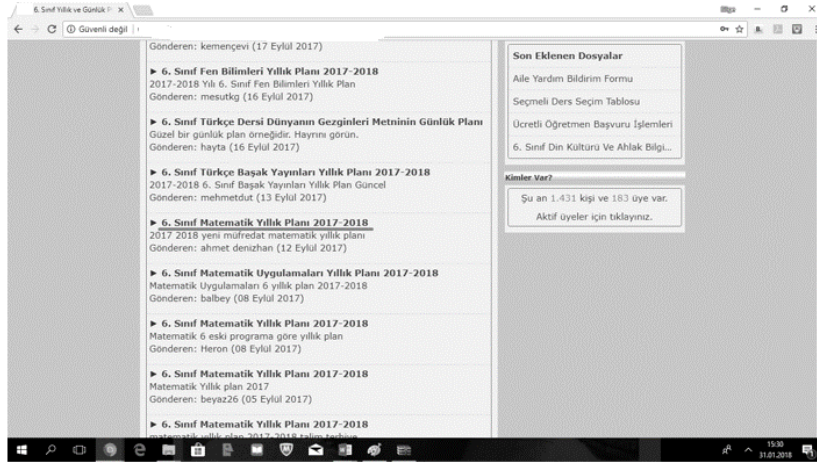 6. Sınıf Yıllık ve Günlük P
Bilgi
Güvenli değil
Gönderen: kemençevi (17 Eylül 2017)
► 6. Sınıf Fen Bilimleri Yıllık Planı 2017-2018
2017-2018 Yılı 6. Sınıf Fen Bilimleri Yıllık Plan
Gönderen: mesutkg (16 Eylül 2017)
► 6. Sınıf Türkçe Dersi Dünyanın Gezginleri Metninin Günlük Planı
Güzel bir günlük plan örneğidir. Hayrını görün.
Gönderen: hayta (16 Eylül 2017)
► 6. Sınıf Türkçe Başak Yayınları Yıllık Planı 2017-2018
2017-2018 6. Sınıf Başak Yayınları Yıllık Plan Güncel
Gönderen: mehmetdut (13 Eylül 2017)
► 6. Sınıf Matematik Yıllık Planı 2017-2018
2017 2018 yeni müfredat matematik yıllık planı
Gönderen: ahmet denizhan (12 Eylül 2017)
► 6. Sınıf Matematik Uygulamaları Yıllık Planı 2017-2018
Matematik Uygulamaları 6 yıllık plan 2017-2018
Gönderen: balbey (08 Eylül 2017)
► 6. Sınıf Matematik Yıllık Planı 2017-2018
Matematik 6 eski programa göre yıllık plan
Gönderen: Heron (08 Eylül 2017)
► 6. Sınıf Matematik Yıllık Planı 2017-2018
Matematik Yıllık plan 2017
Gönderen: beyaz26 (05 Eylül 2017)
► 6. Sınıf Matematik Yıllık Planı 2017-2018
matematik yıllık plan 2017-2018 talim terbiye
Son Eklenen Dosyalar
Aile Yardım Bildirim Formu
Seçmeli Ders Seçim Tablosu
Ücretli Öğretmen Başvuru İşlemleri
6. Sınıf Din Kültürü Ve Ahlak Bilgi...
Kimler Var?
Şu an 1.431 kişi ve 183 üye var.
Aktif üyeler için tıklayınız.
15:30
31.01.2018